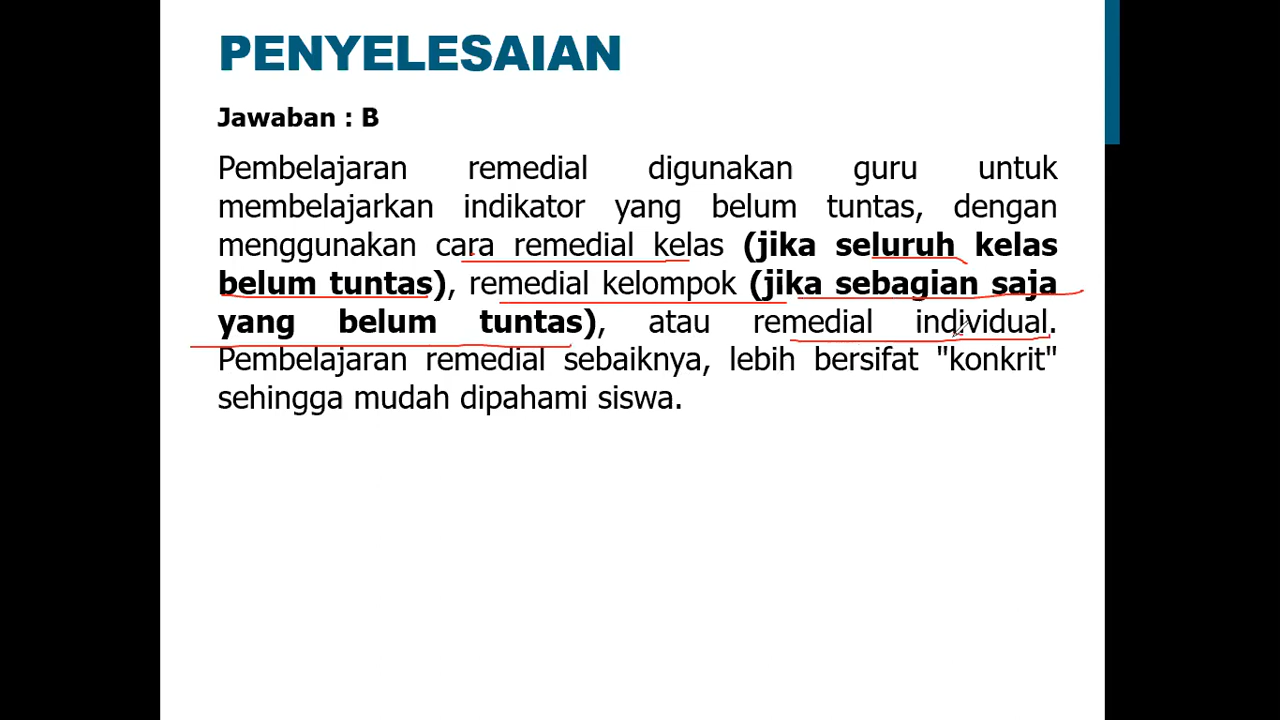 PENYELESAIAN
Jawaban : B
Pembelajaran remedial digunakan guru untuk
membelajarkan indikator yang belum tuntas, dengan
menggunakan cara remedial kelas (jika seluruh kelas
belum tuntas), remedial kelompok (jika sebagian saja
yang belum tuntas), atau remedial individual.
Pembelajaran remedial sebaiknya, lebih bersifat "konkrit"
sehingga mudah dipahami siswa.